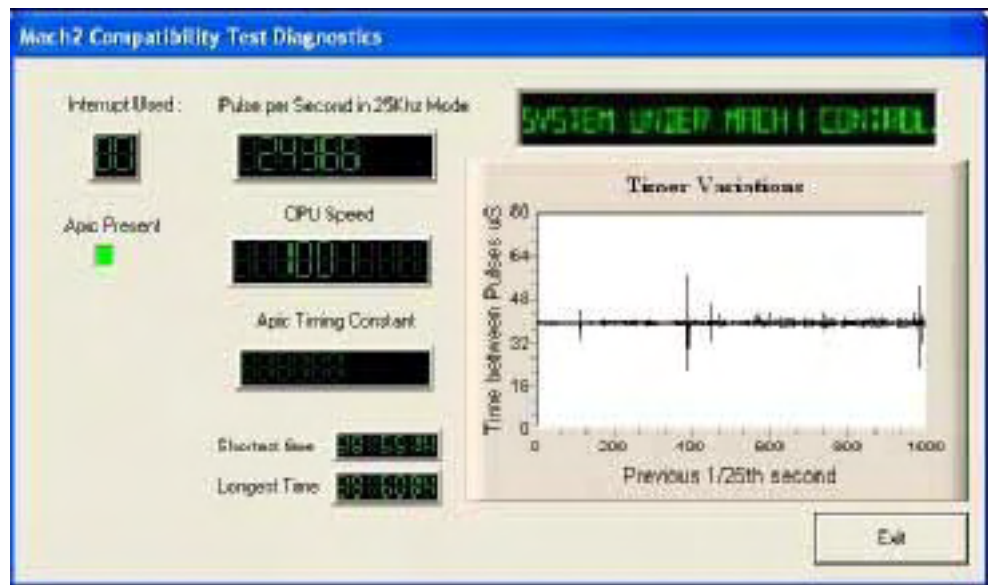 Mach2 Compatibility Test Diagnostics
Interrupt Used :
Pulse per Second in 25Khz Mode
24966
SYSTEM UNDER MACH1 CONTROL.
Apic Present
CPU Speed
1001
Apic Timing Constant
Shortest time
Longest Time
Timer Variations
Time between Pulses uS
80
64
48
32
16
0
0 200 400 600 800 1000
Previous 1/25th second
Exit